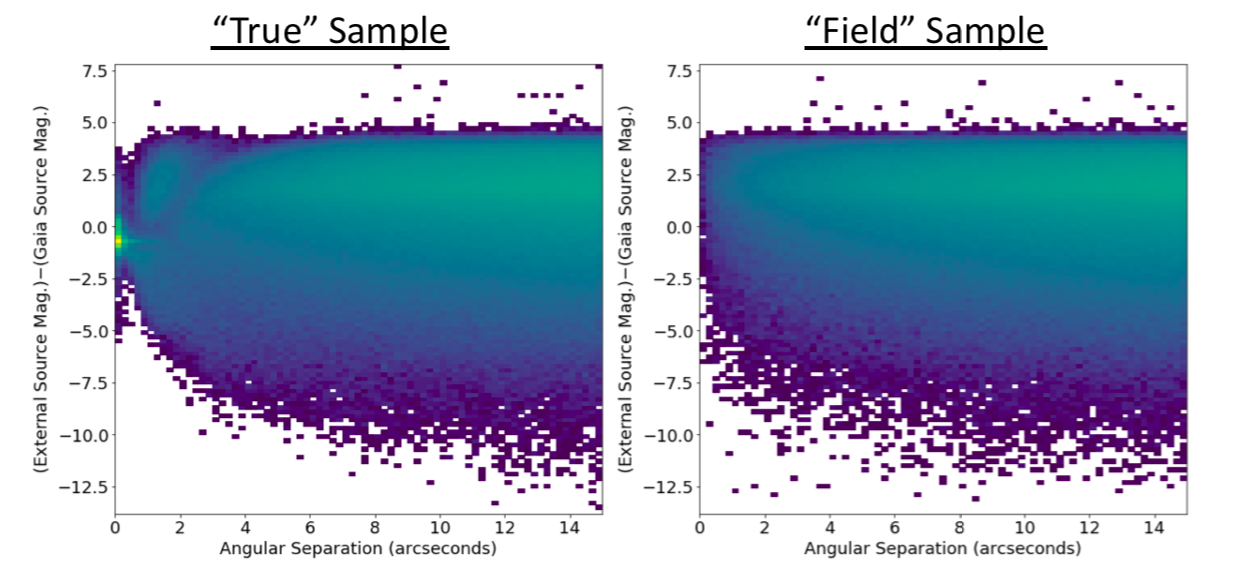 “True” Sample
“Field” Sample
7.5
5.0
2.5
0.0
−2.5
−5.0
−7.5
−10.0
−12.5
(External Source Mag.)−(Gaia Source Mag.)
0 2 4 6 8 10 12 14
Angular Separation (arcseconds)
7.5
5.0
2.5
0.0
−2.5
−5.0
−7.5
−10.0
−12.5
(External Source Mag.)−(Gaia Source Mag.)
0 2 4 6 8 10 12 14
Angular Separation (arcseconds)